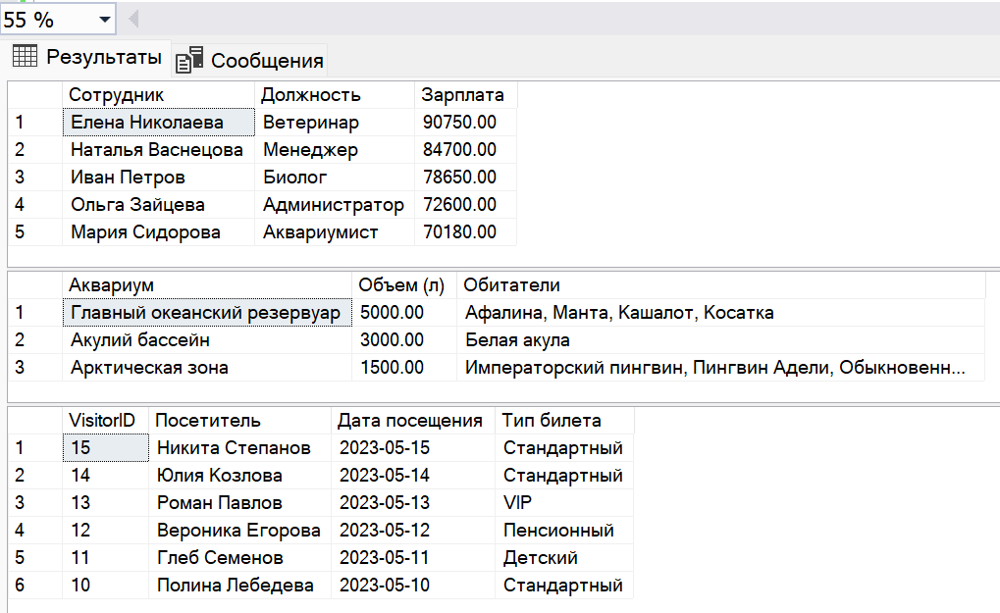 55 %
Результаты Сообщения
Сотрудник Должность Зарплата
1 Елена Николаева Ветеринар 90750.00
2 Наталья Васнецова Менеджер 84700.00
3 Иван Петров Биолог 78650.00
4 Ольга Зайцева Администратор 72600.00
5 Мария Сидорова Аквариумист 70180.00
Аквариум Объем (л) Обитатели
1 Главный океанский резервуар 5000.00 Афалина, Манта, Кашалот, Косатка
2 Акулий бассейн 3000.00 Белая акула
3 Арктическая зона 1500.00 Императорский пингвин, Пингвин Адели, Обыкновенн...
VisitorID Посетитель Дата посещения Тип билета
1 15 Никита Степанов 2023-05-15 Стандартный
2 14 Юлия Козлова 2023-05-14 Стандартный
3 13 Роман Павлов 2023-05-13 VIP
4 12 Вероника Егорова 2023-05-12 Пенсионный
5 11 Глеб Семенов 2023-05-11 Детский
6 10 Полина Лебедева 2023-05-10 Стандартный